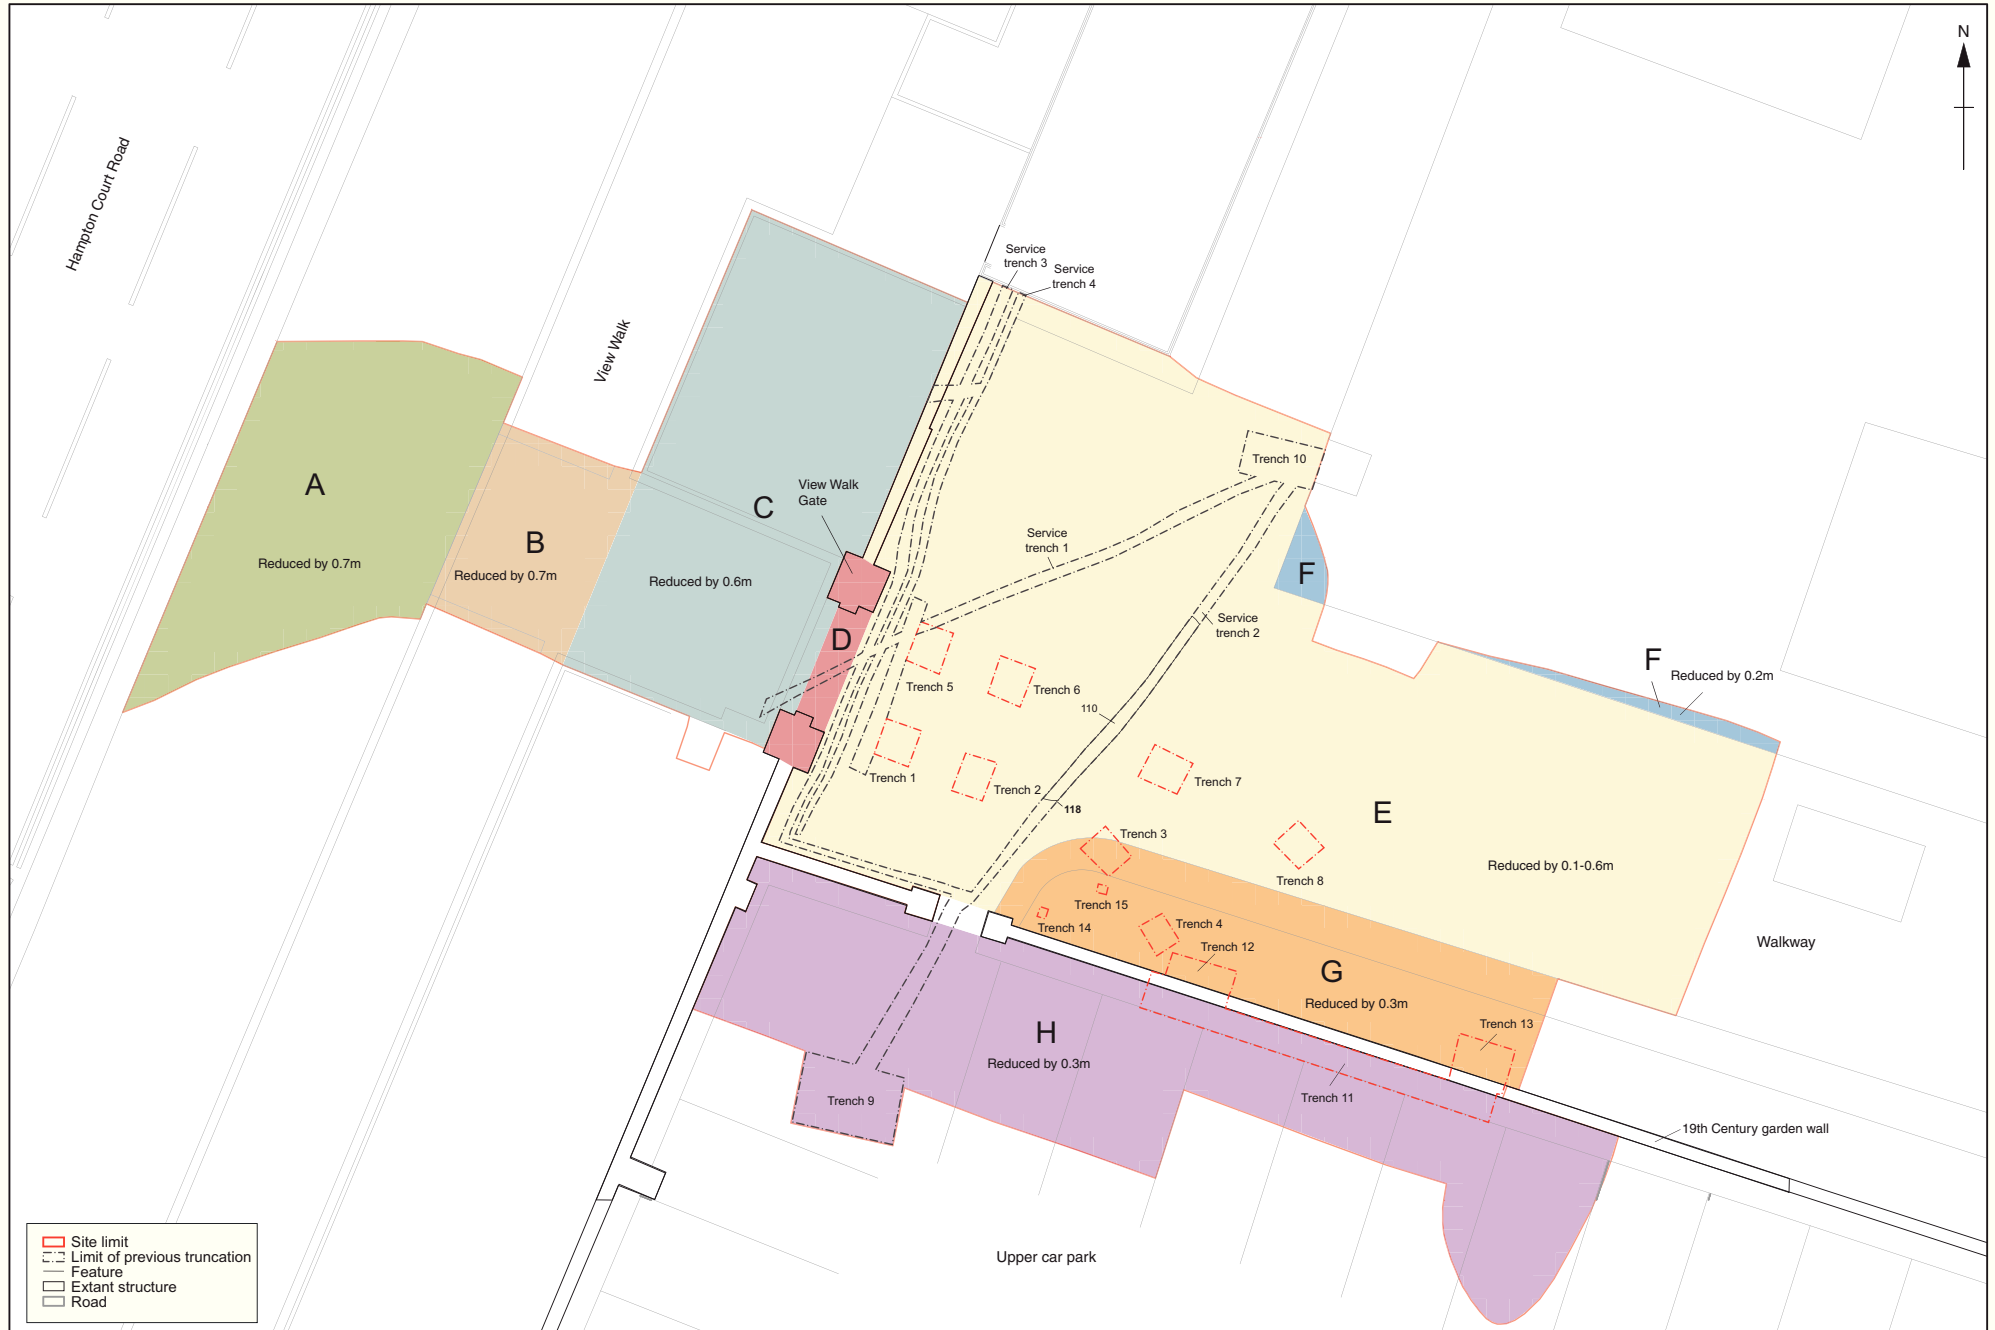 N
Hampton Court Road
View Walk
Service
trench 3
Service
trench 4
Trench 10
A
Reduced by 0.7m
B
Reduced by 0.7m
C
View Walk
Gate
Reduced by 0.6m
D
Service
trench 1
F
Service
trench 2
F
Reduced by 0.2m
Trench 5
Trench 6
110
Trench 1
Trench 2
Trench 7
118
E
Trench 3
Reduced by 0.1-0.6m
Trench 8
Trench 15
Trench 14
Trench 4
Trench 12
Walkway
G
Reduced by 0.3m
Trench 13
H
Reduced by 0.3m
Trench 9
Trench 11
19th Century garden wall
Upper car park
Site limit
Limit of previous truncation
Feature
Extant structure
Road